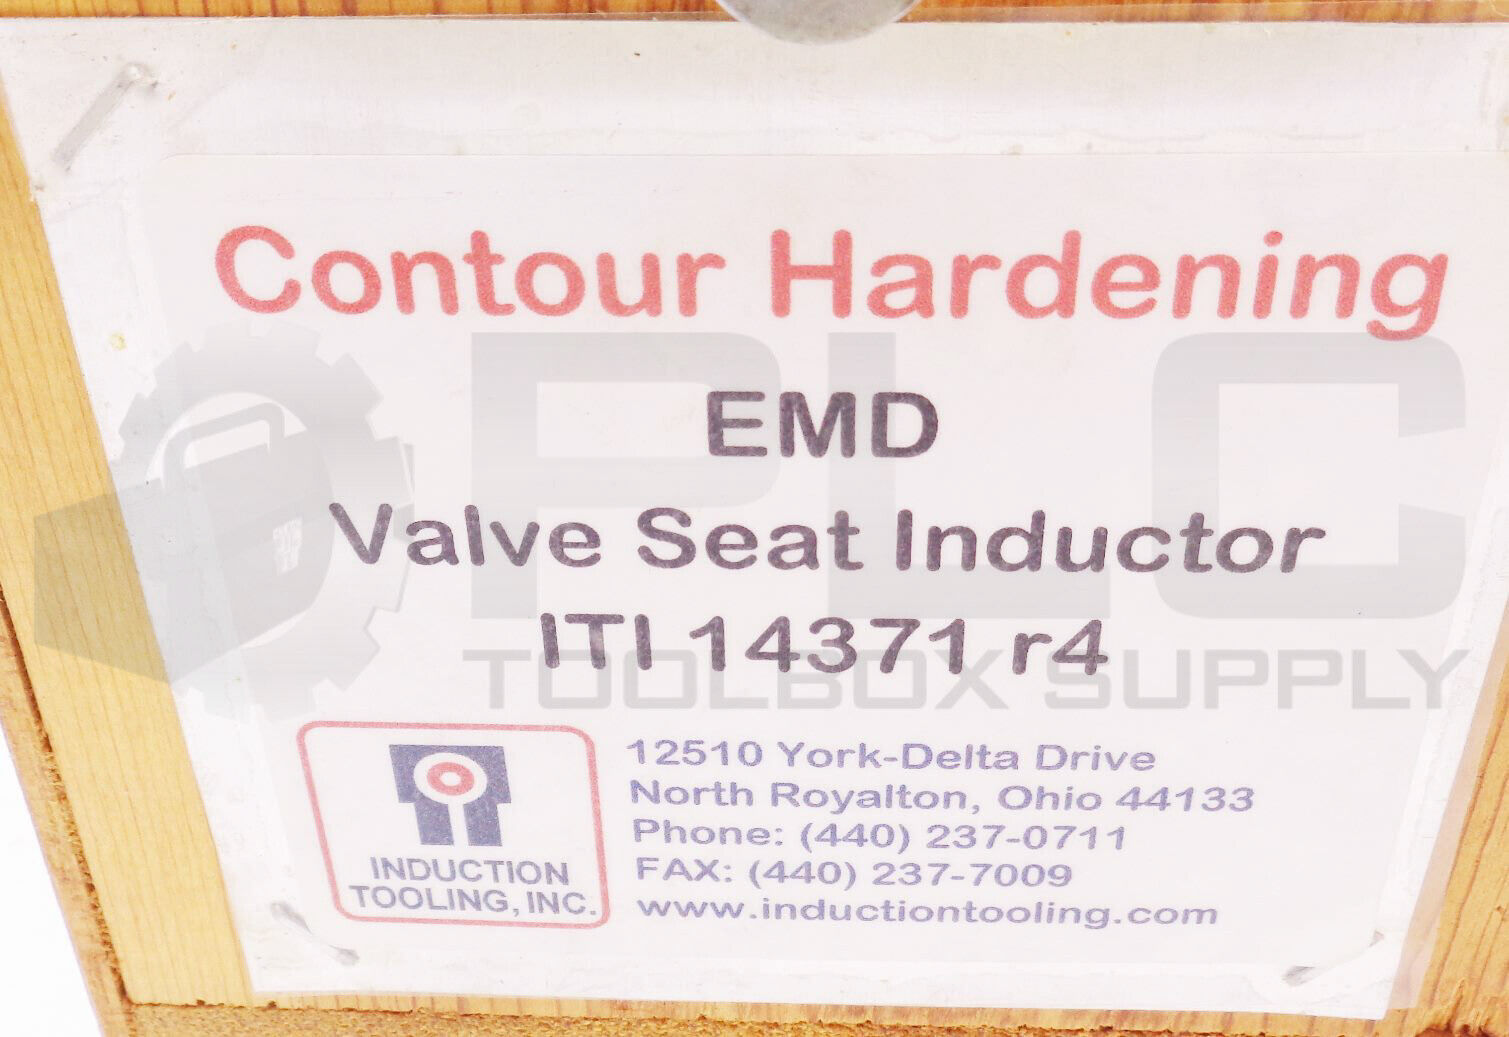 Contour Hardening
EMD
Valve Seat Inductor
ITI 14371 r4
PLC
TOOLBOX SUPPLY
INDUCTION
TOOLING, INC.
12510 York-Delta Drive
North Royalton, Ohio 44133
Phone: (440) 237-0711
FAX: (440) 237-7009
www.inductiontooling.com